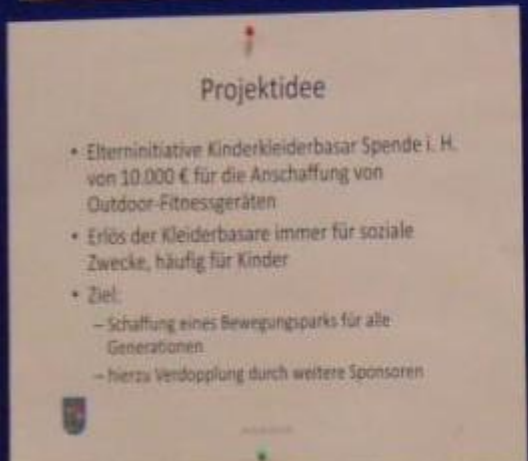 Projektidee
• Elterninitiative Kinderkleiderbasar Spende i. H.
von 10.000 € für die Anschaffung von
Outdoor-Fitnessgeräten
• Erlös der Kleiderbasare immer für soziale
Zwecke, häufig für Kinder
• Ziel:
– Schaffung eines Bewegungsparks für alle
Generationen
– hierzu Verdopplung durch weitere Sponsoren